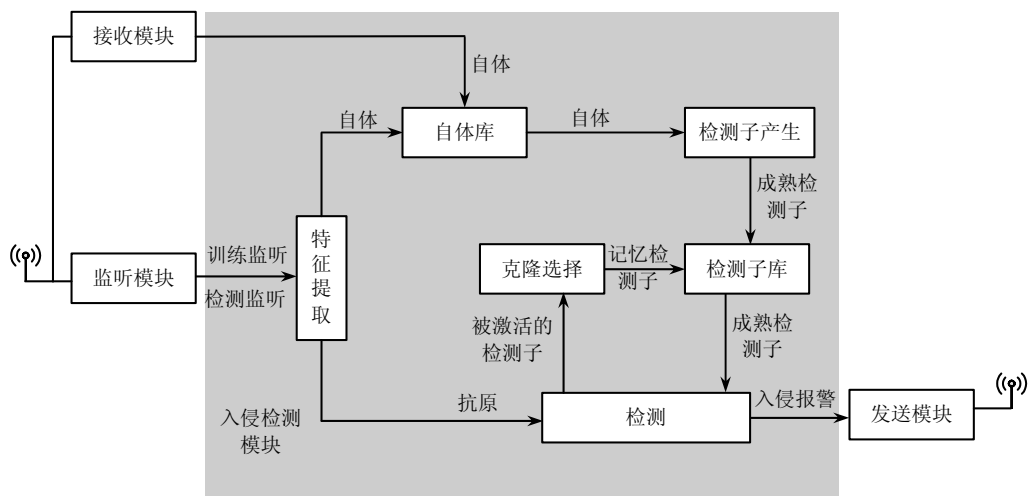 接收模块
自体
自体
自体库
自体
检测子产生
成熟检
测子
特
征
提
取
训练监听
监听模块
检测监听
克隆选择
记忆检
测子
检测子库
被激活的
检测子
成熟检
测子
入侵检测
模块
抗原
检测
入侵报警
发送模块